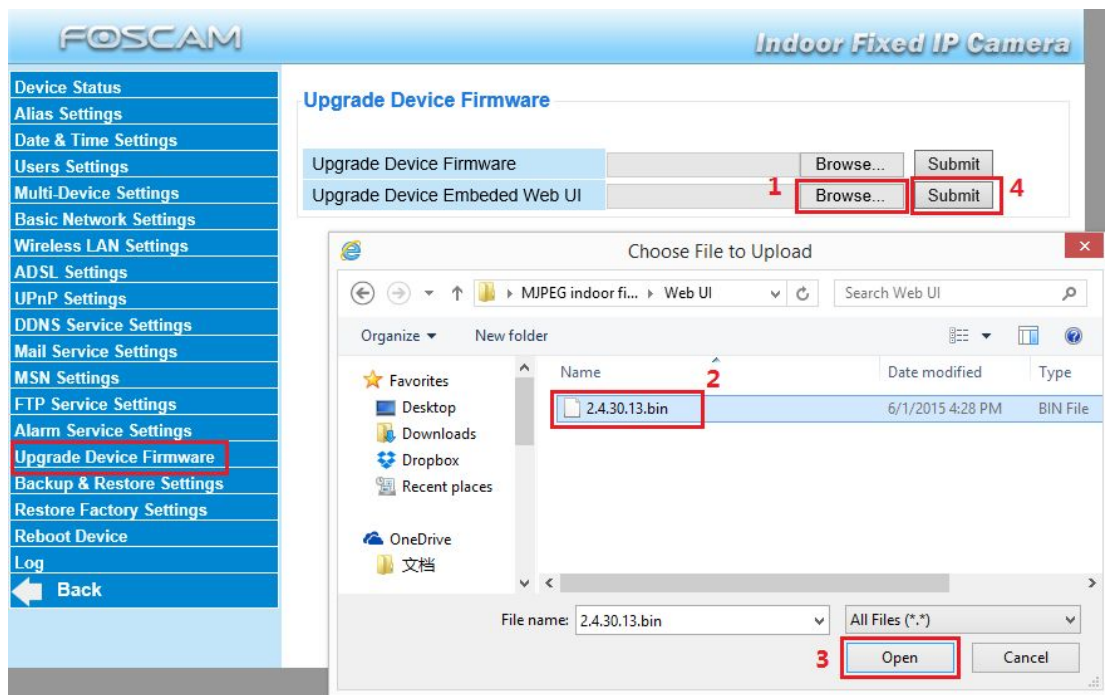 FOSCAM
Indoor Fixed IP Camera
Device Status
Alias Settings
Date & Time Settings
Users Settings
Multi-Device Settings
Basic Network Settings
Wireless LAN Settings
ADSL Settings
UPnP Settings
DDNS Service Settings
Mail Service Settings
MSN Settings
FTP Service Settings
Alarm Service Settings
Upgrade Device Firmware
Backup & Restore Settings
Restore Factory Settings
Reboot Device
Log
Back
Upgrade Device Firmware
Upgrade Device Firmware Browse... Submit
Upgrade Device Embeded Web UI 1 Browse... Submit 4
Choose File to Upload
MJPEG indoor fi... Web UI Search Web UI
Organize New folder
Favorites
Desktop
Downloads
Dropbox
Recent places
OneDrive
文档
Name 2 Date modified Type
2.4.30.13.bin 6/1/2015 4:28 PM BIN File
File name: 2.4.30.13.bin All Files (*.*)
3 Open Cancel